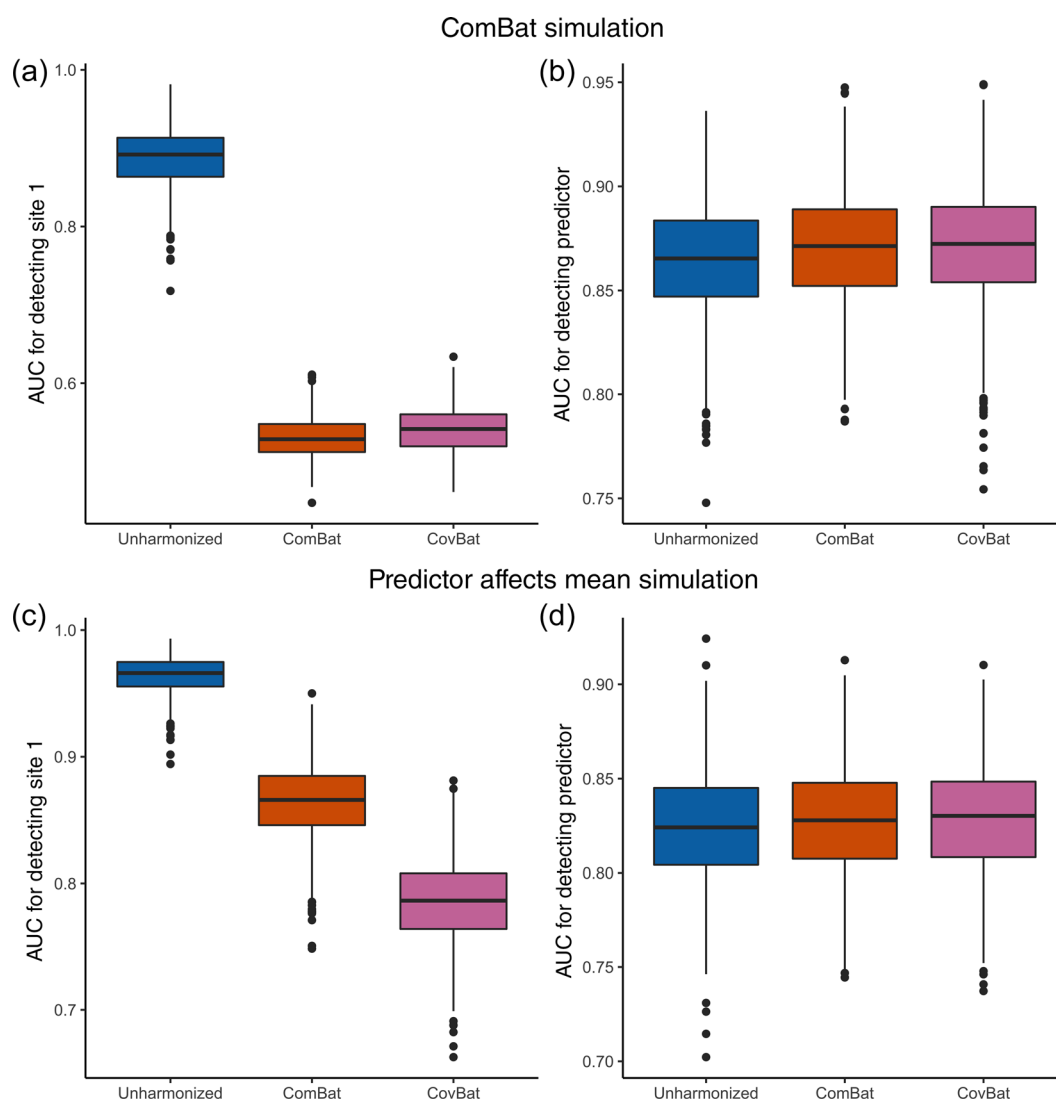 ComBat simulation
(a)
AUC for detecting site 1
1.0
0.8
0.6
Unharmonized ComBat CovBat
(b)
AUC for detecting predictor
0.95
0.90
0.85
0.80
0.75
Unharmonized ComBat CovBat
Predictor affects mean simulation
(c)
AUC for detecting site 1
1.0
0.9
0.8
0.7
Unharmonized ComBat CovBat
(d)
AUC for detecting predictor
0.90
0.85
0.80
0.75
0.70
Unharmonized ComBat CovBat